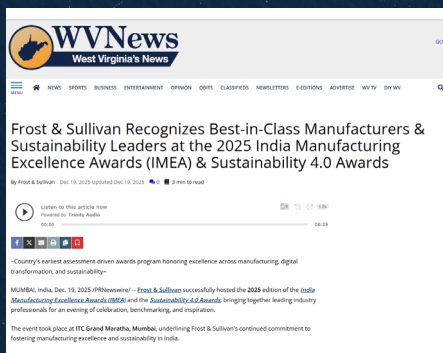 WVNews
West Virginia's News
GO
MENU
NEWS SPORTS BUSINESS ENTERTAINMENT OPINION OBITS CLASSIFIEDS NEWSLETTERS E-EDITIONS ADVERTISE WV TV DIY WV
Frost & Sullivan Recognizes Best-in-Class Manufacturers &
Sustainability Leaders at the 2025 India Manufacturing
Excellence Awards (IMEA) & Sustainability 4.0 Awards
By Frost & Sullivan Dec 19, 2025 Updated Dec 19, 2025 0 3 min to read
Listen to this article now
Powered by Trinity Audio
00:00
~Country's earliest assessment-driven awards program honoring excellence across manufacturing, digital
transformation, and sustainability~
MUMBAI, India, Dec. 19, 2025 /PRNewswire/ -- Frost & Sullivan successfully hosted the 2025 edition of the India
Manufacturing Excellence Awards (IMEA) and the Sustainability 4.0 Awards, bringing together leading industry
professionals for an evening of celebration, benchmarking, and inspiration.
The event took place at ITC Grand Maratha, Mumbai, underlining Frost & Sullivan's continued commitment to
fostering manufacturing excellence and sustainability in India.